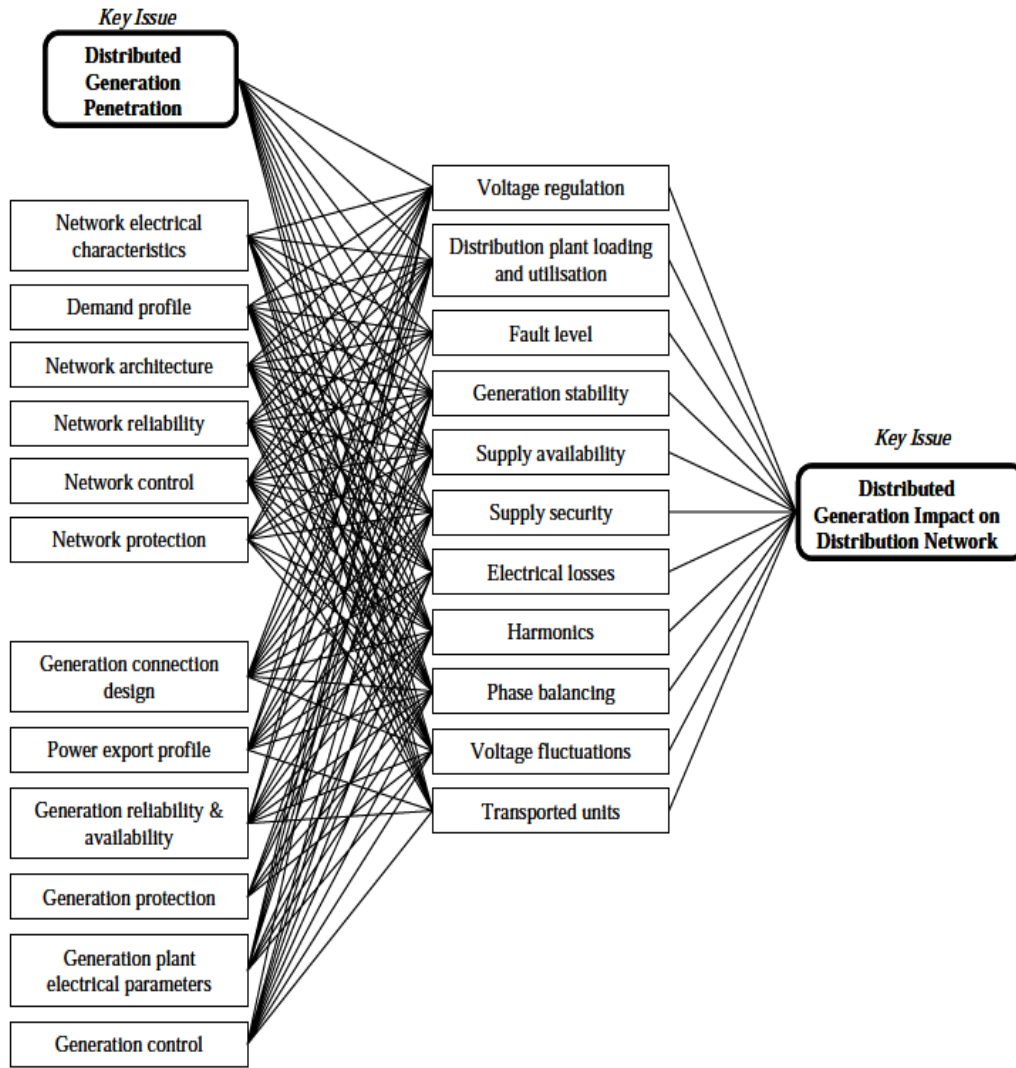 Key Issue
Distributed
Generation
Penetration
Network electrical
characteristics
Demand profile
Network architecture
Network reliability
Network control
Network protection
Generation connection
design
Power export profile
Generation reliability &
availability
Generation protection
Generation plant
electrical parameters
Generation control
Voltage regulation
Distribution plant loading
and utilisation
Fault level
Generation stability
Supply availability
Supply security
Electrical losses
Harmonics
Phase balancing
Voltage fluctuations
Transported units
Key Issue
Distributed
Generation Impact on
Distribution Network